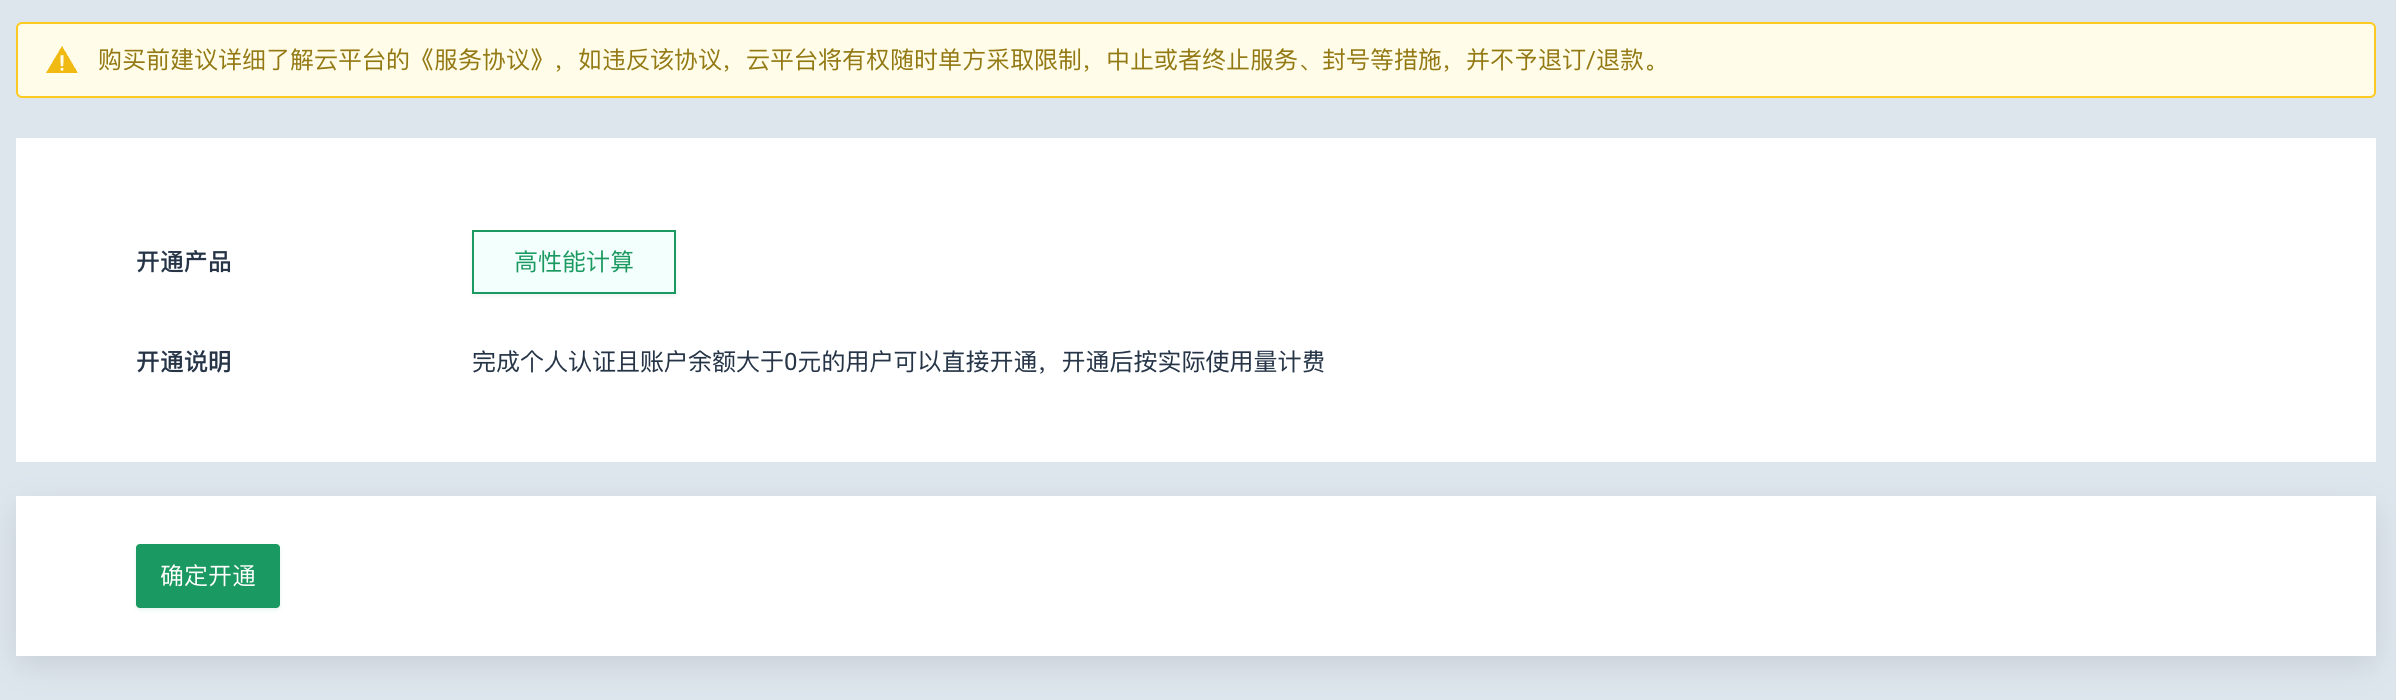 购买前建议详细了解云平台的《服务协议》，如违反该协议，云平台将有权随时单方采取限制，中止或者终止服务、封号等措施，并不予退订/退款。
开通产品
高性能计算
开通说明
完成个人认证且账户余额大于0元的用户可以直接开通，开通后按实际使用量计费
确定开通